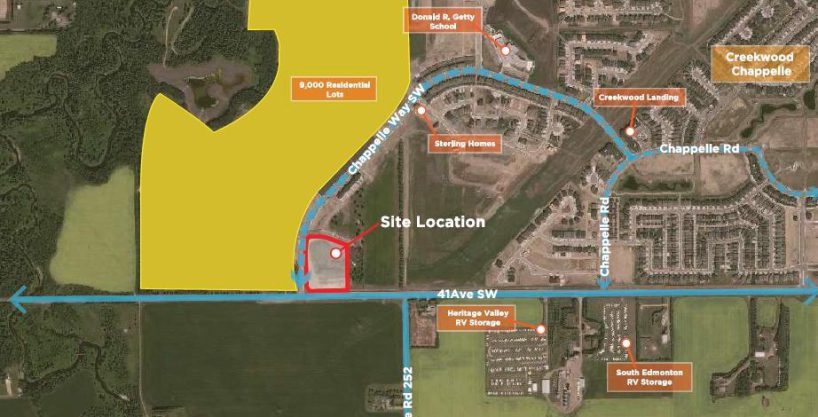 Donald R, Getty
School
Creekwood
Chappelle
9,000 Residential
Lots
Creekwood Landing
Chappelle Way SW
Sterling Homes
Chappelle Rd
Site Location
Chappelle Rd
41Ave SW
Heritage Valley
RV Storage
South Edmonton
RV Storage
e Rd 252